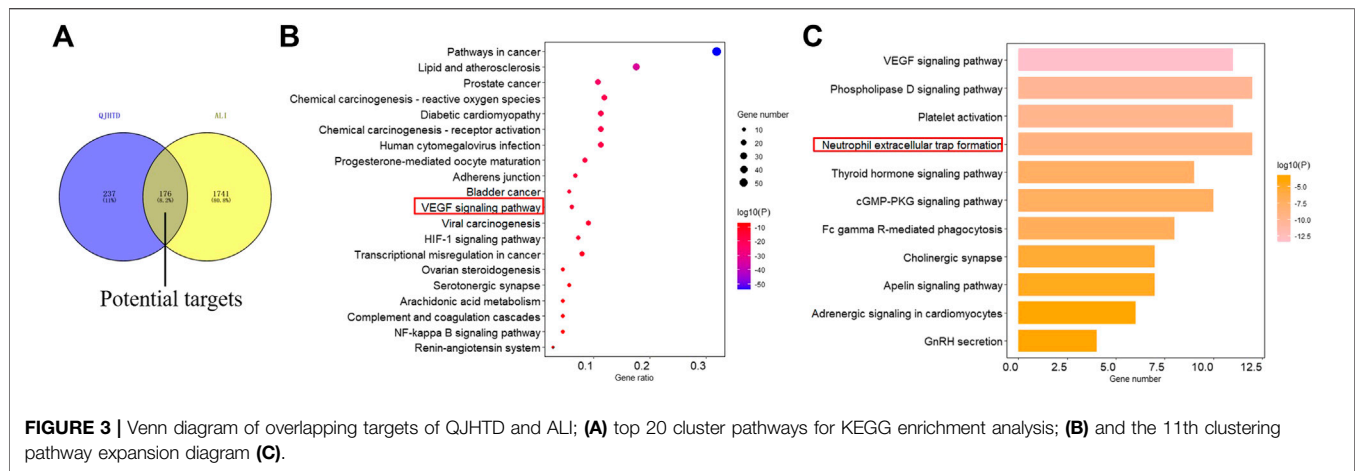 A
QJHTD
ALI
237
(11%)
176
(8.2%)
1741
(80.8%)
Potential targets
B
Pathways in cancer
Lipid and atherosclerosis
Prostate cancer
Chemical carcinogenesis - reactive oxygen species
Diabetic cardiomyopathy
Chemical carcinogenesis - receptor activation
Human cytomegalovirus infection
Progesterone-mediated oocyte maturation
Adherens junction
Bladder cancer
VEGF signaling pathway
Viral carcinogenesis
HIF-1 signaling pathway
Transcriptional misregulation in cancer
Ovarian steroidogenesis
Serotonergic synapse
Arachidonic acid metabolism
Complement and coagulation cascades
NF-kappa B signaling pathway
Renin-angiotensin system
0.1 0.2 0.3
Gene ratio
Gene number
10
20
30
40
50
log10(P)
-10
-20
-30
-40
-50
C
VEGF signaling pathway
Phospholipase D signaling pathway
Platelet activation
Neutrophil extracellular trap formation
Thyroid hormone signaling pathway
cGMP-PKG signaling pathway
Fc gamma R-mediated phagocytosis
Cholinergic synapse
Apelin signaling pathway
Adrenergic signaling in cardiomyocytes
GnRH secretion
0.0 2.5 5.0 7.5 10.0 12.5
Gene number
log10(P)
-5.0
-7.5
-10.0
-12.5
FIGURE 3 | Venn diagram of overlapping targets of QJHTD and ALI; (A) top 20 cluster pathways for KEGG enrichment analysis; (B) and the 11th clustering
pathway expansion diagram (C).